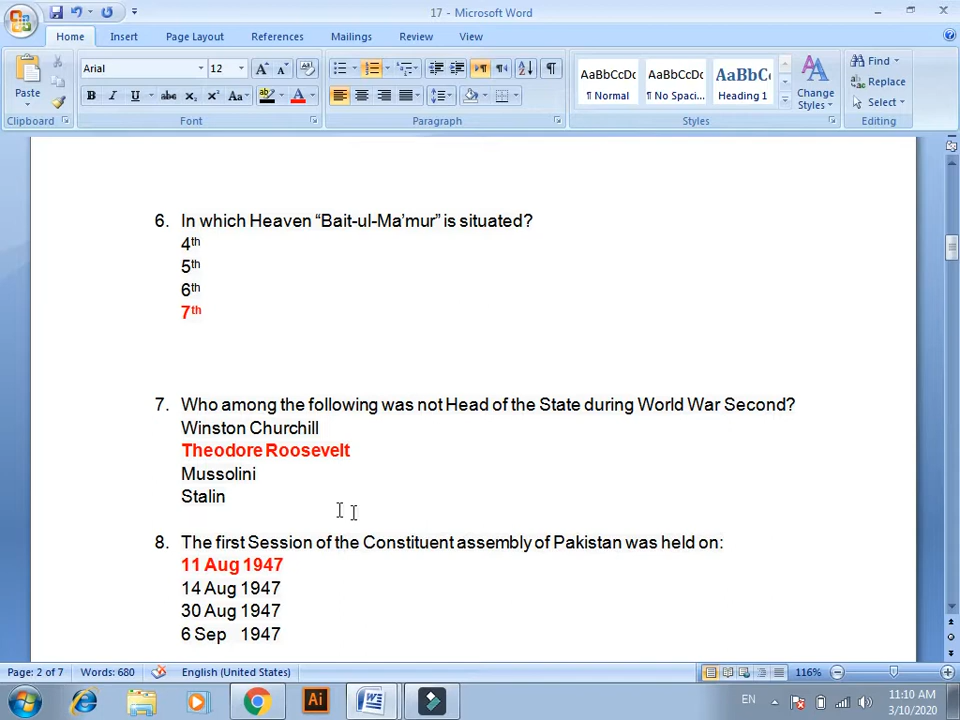 17 - Microsoft Word
Home Insert Page Layout References Mailings Review View
Paste
Clipboard
Arial 12
Font
Paragraph
AaBbCcDc AaBbCcDc AaBbC
¶ Normal ¶ No Spaci... Heading 1
Change Styles
Styles
Find
Replace
Select
Editing
6. In which Heaven “Bait-ul-Ma’mur” is situated?
4th
5th
6th
7th
7. Who among the following was not Head of the State during World War Second?
Winston Churchill
Theodore Roosevelt
Mussolini
Stalin
8. The first Session of the Constituent assembly of Pakistan was held on:
11 Aug 1947
14 Aug 1947
30 Aug 1947
6 Sep 1947
Page: 2 of 7 Words: 680 English (United States) 116%
EN 11:10 AM
3/10/2020